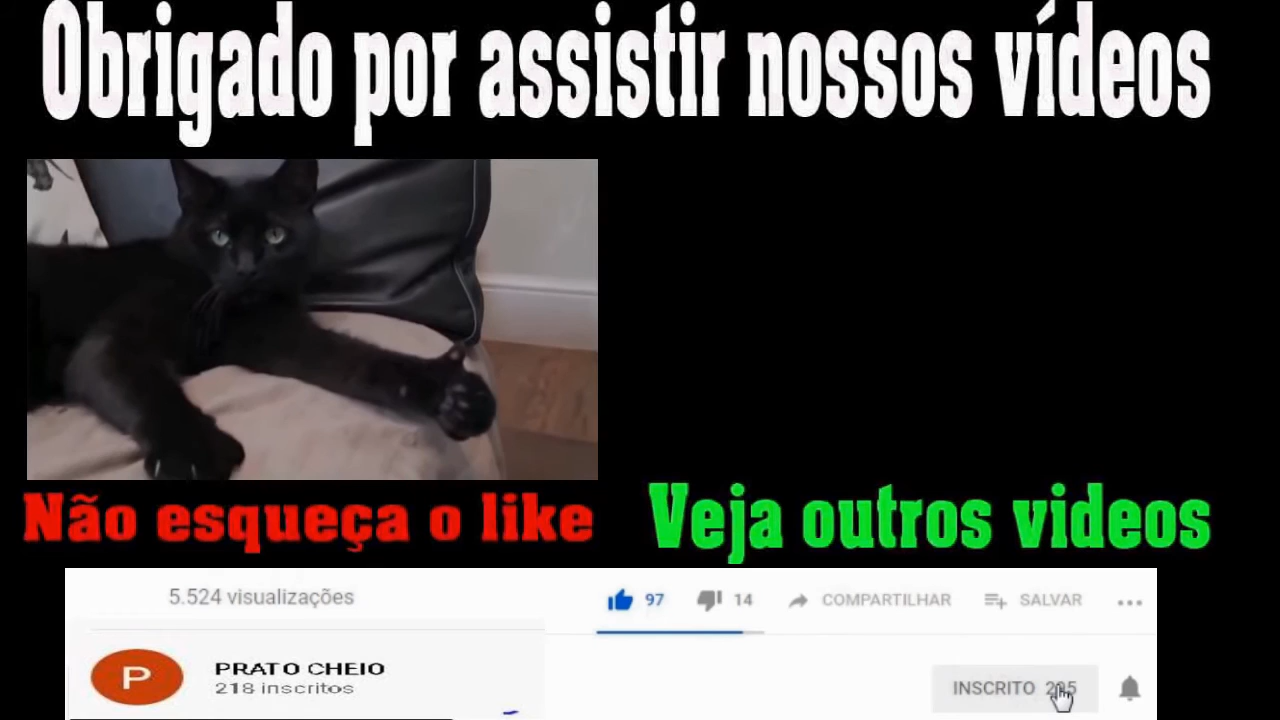 Obrigado por assistir nossos vídeos
Não esqueça o like
Veja outros videos
5.524 visualizações
97
14
COMPARTILHAR
SALVAR
P
PRATO CHEIO
218 inscritos
INSCRITO